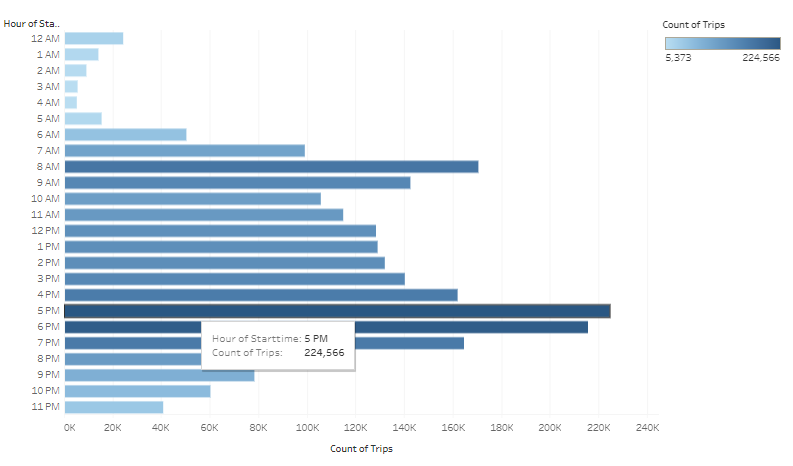 Hour of Sta..
12 AM
1 AM
2 AM
3 AM
4 AM
5 AM
6 AM
7 AM
8 AM
9 AM
10 AM
11 AM
12 PM
1 PM
2 PM
3 PM
4 PM
5 PM
6 PM
7 PM
8 PM
9 PM
10 PM
11 PM
Hour of Starttime: 5 PM
Count of Trips: 224,566
0K 20K 40K 60K 80K 100K 120K 140K 160K 180K 200K 220K 240K
Count of Trips
Count of Trips
5,373 224,566